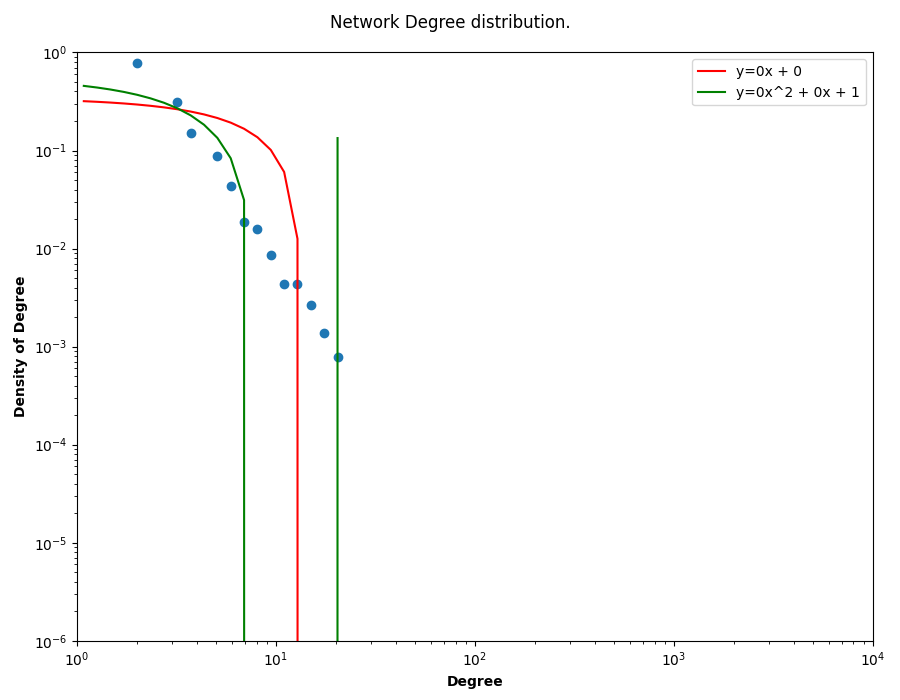 Network Degree distribution.
y=0x + 0
y=0x^2 + 0x + 1
Density of Degree
10^0
10^-1
10^-2
10^-3
10^-4
10^-5
10^-6
10^0 10^1 10^2 10^3 10^4
Degree